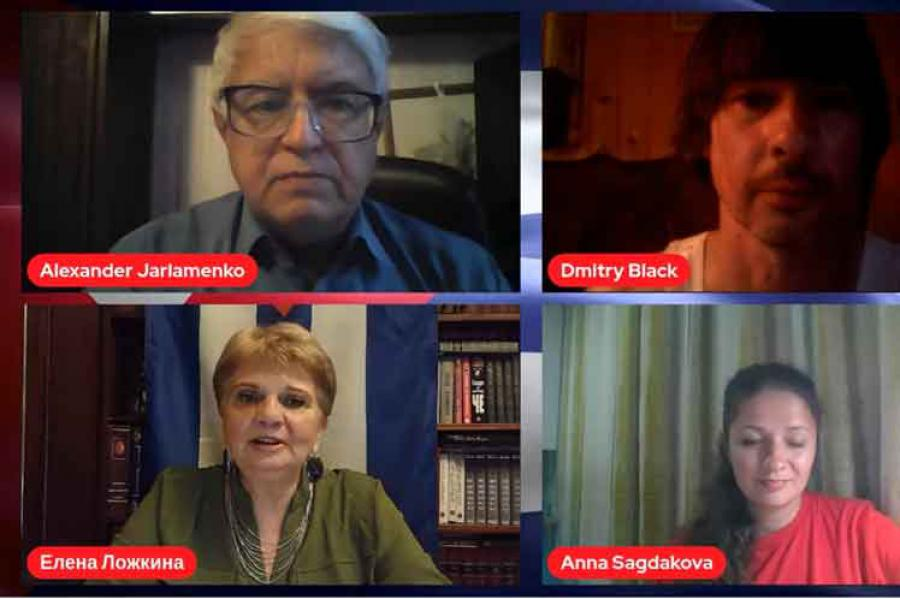 Alexander Jarlamenko
Dmitry Black
Елена Ложкина
Anna Sagdakova